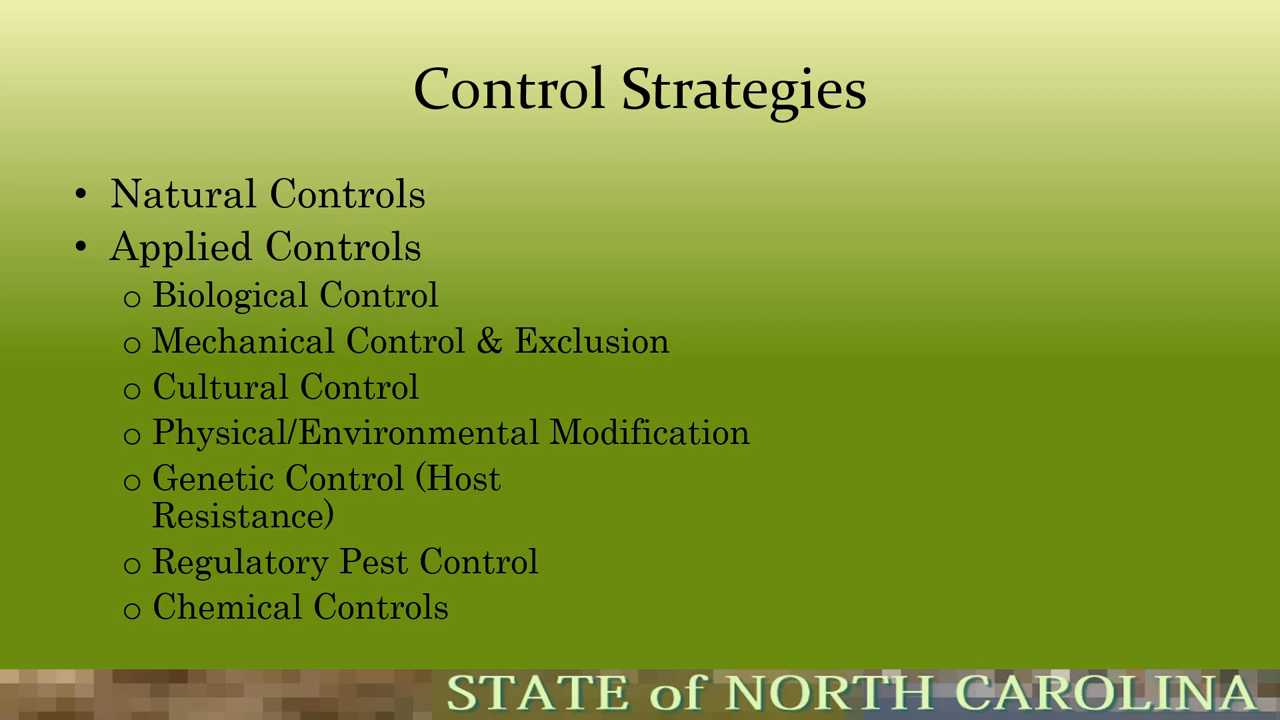 Control Strategies
• Natural Controls
• Applied Controls
o Biological Control
o Mechanical Control & Exclusion
o Cultural Control
o Physical/Environmental Modification
o Genetic Control (Host
Resistance)
o Regulatory Pest Control
o Chemical Controls
STATE of NORTH CAROLINA